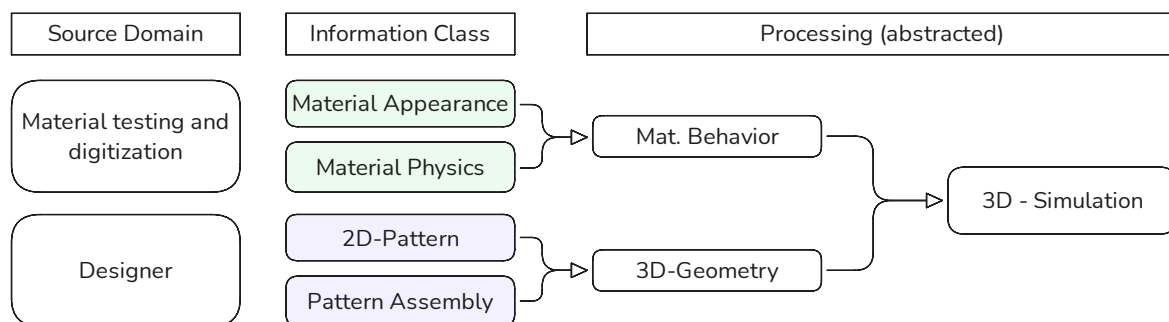 Source Domain
Information Class
Processing (abstracted)
Material testing and
digitization
Material Appearance
Material Physics
Mat. Behavior
3D - Simulation
Designer
2D-Pattern
Pattern Assembly
3D-Geometry